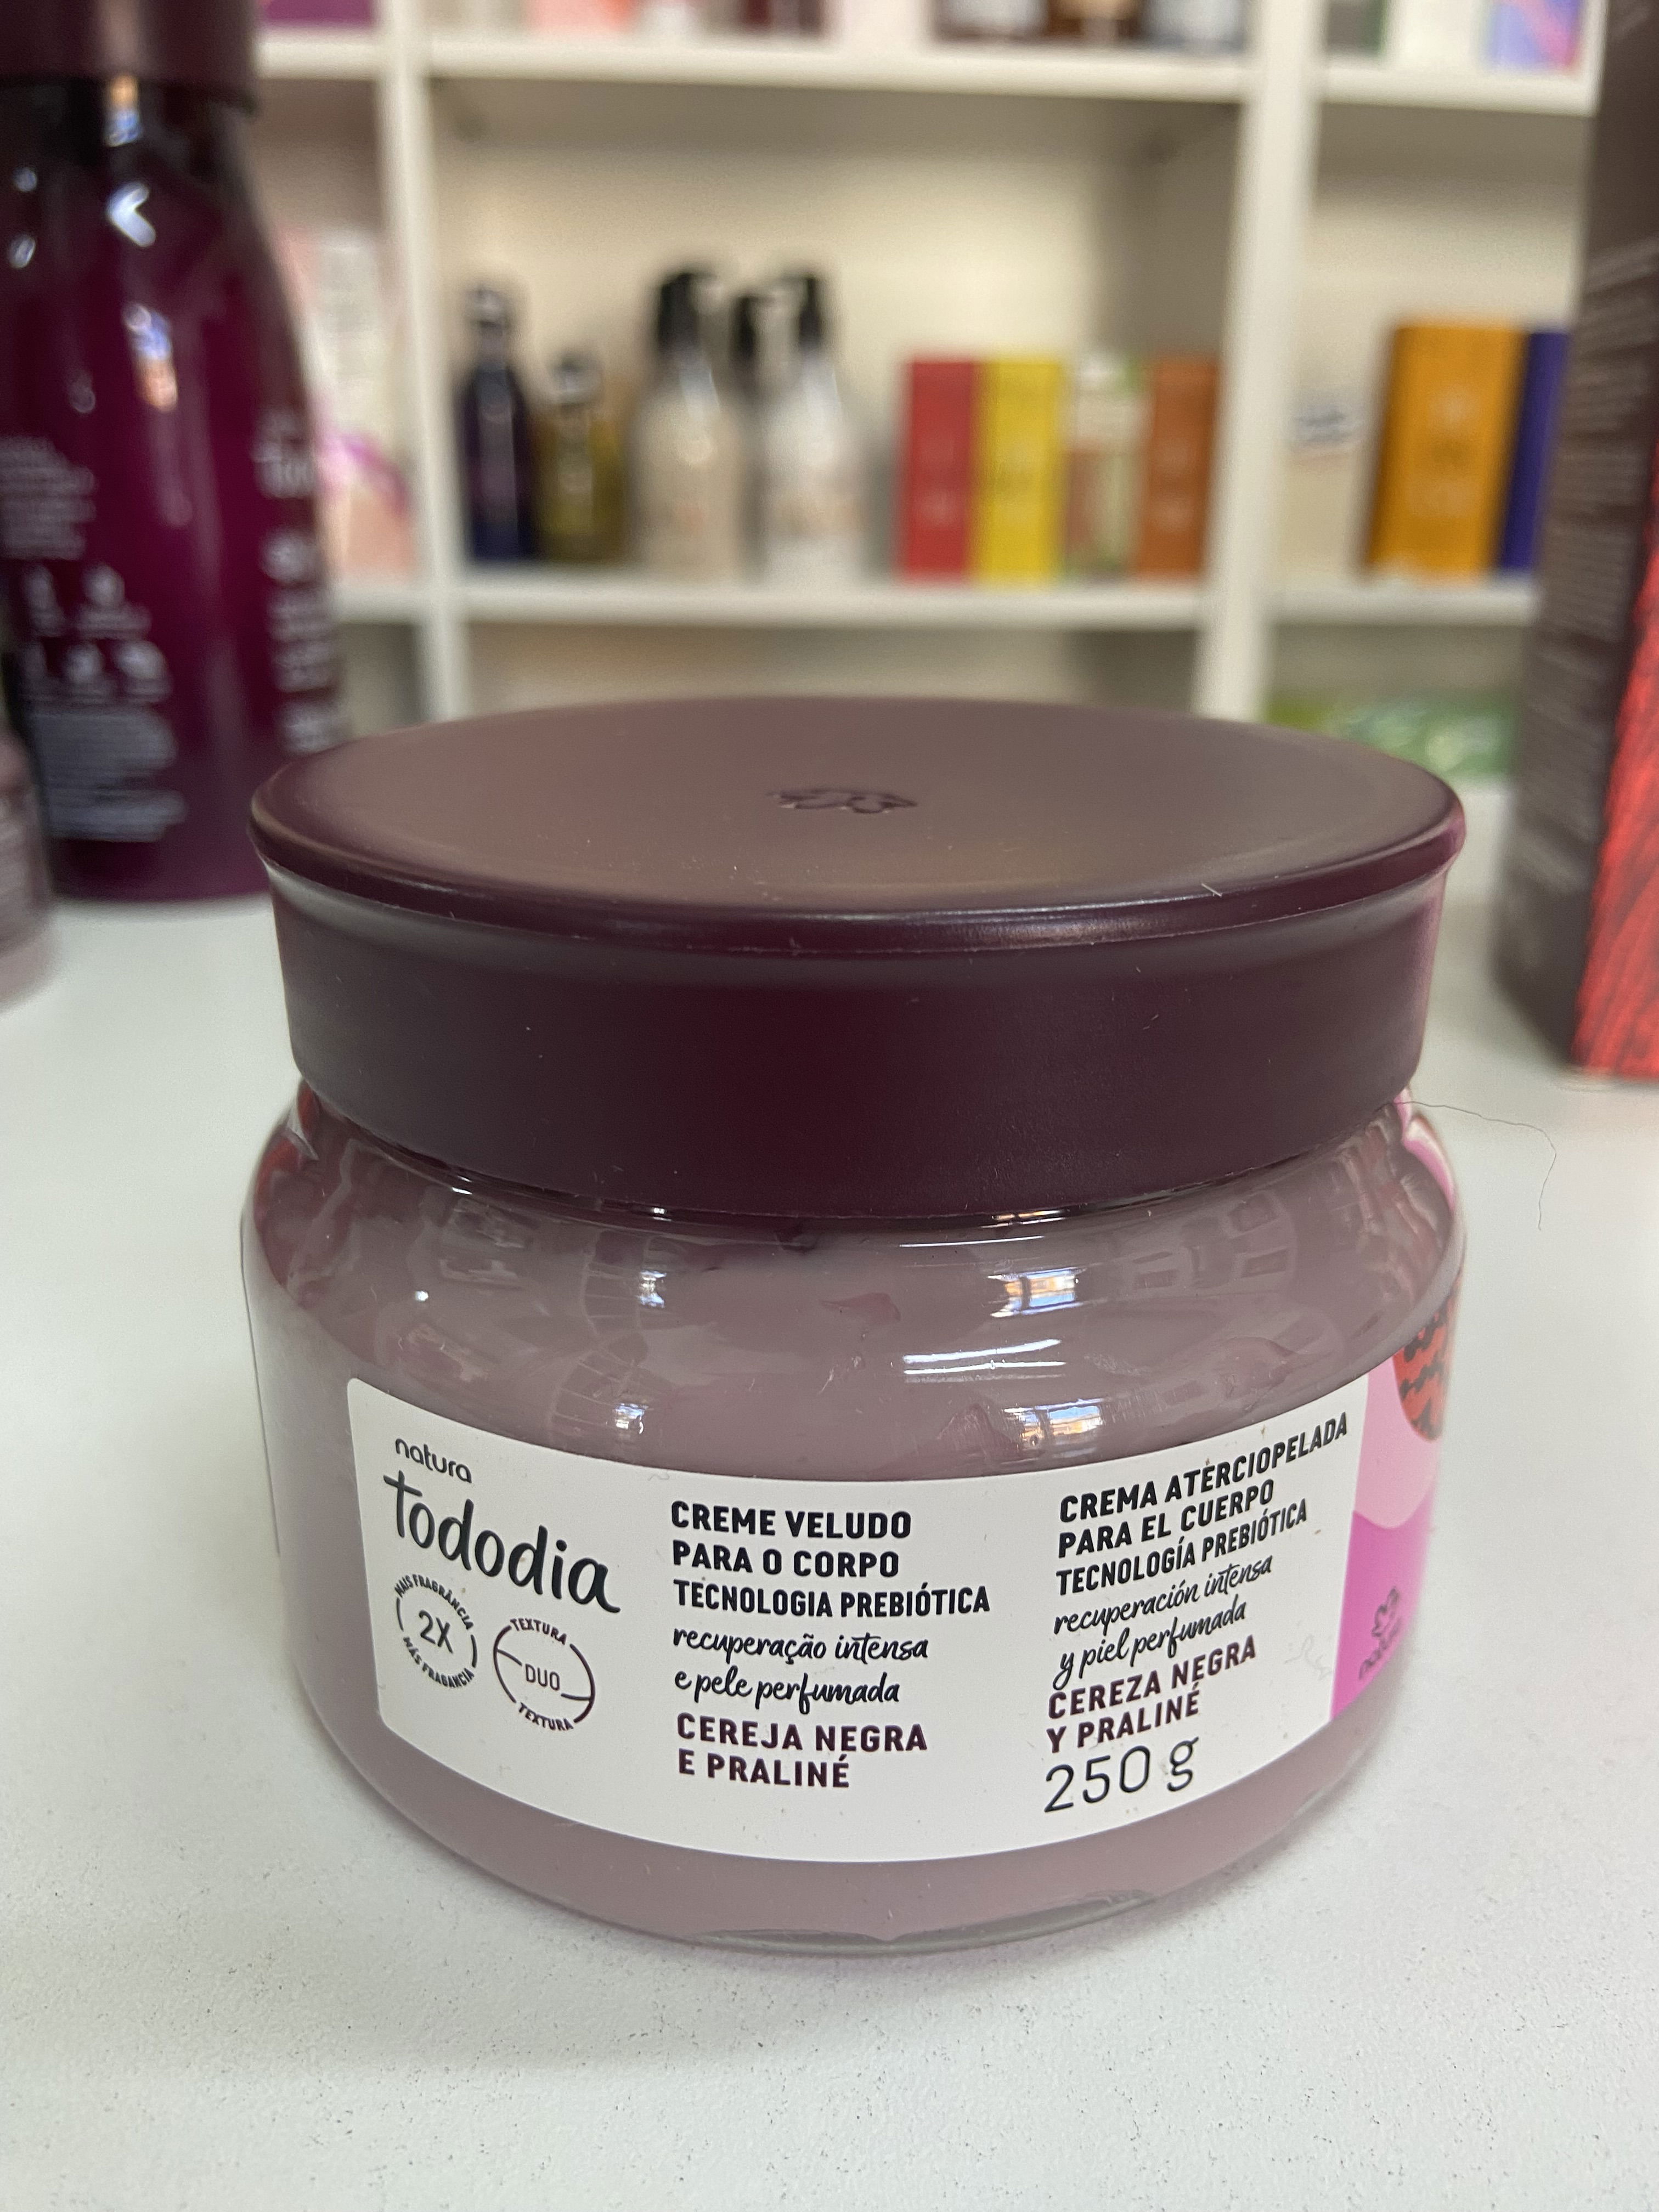 natura
tododia
MAIS FRAGRÂNCIA
2X
MÁS FRAGANCIA
TEXTURA
DUO
TEXTURA
CREME VELUDO
PARA O CORPO
TECNOLOGIA PREBIÓTICA
recuperação intensa
e pele perfumada
CEREJA NEGRA
E PRALINÉ
CREMA ATERCIOPELADA
PARA EL CUERPO
TECNOLOGÍA PREBIÓTICA
recuperación intensa
y piel perfumada
CEREZA NEGRA
Y PRALINÉ
250 g